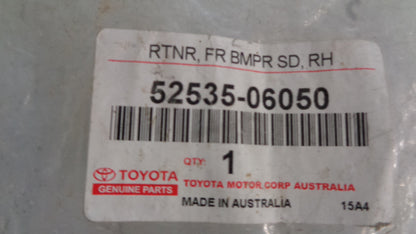 RTNR, FR BMPR SD, RH
52535-06050
QTY: 1
TOYOTA
GENUINE PARTS
TOYOTA MOTOR CORP AUSTRALIA
MADE IN AUSTRALIA 15A4